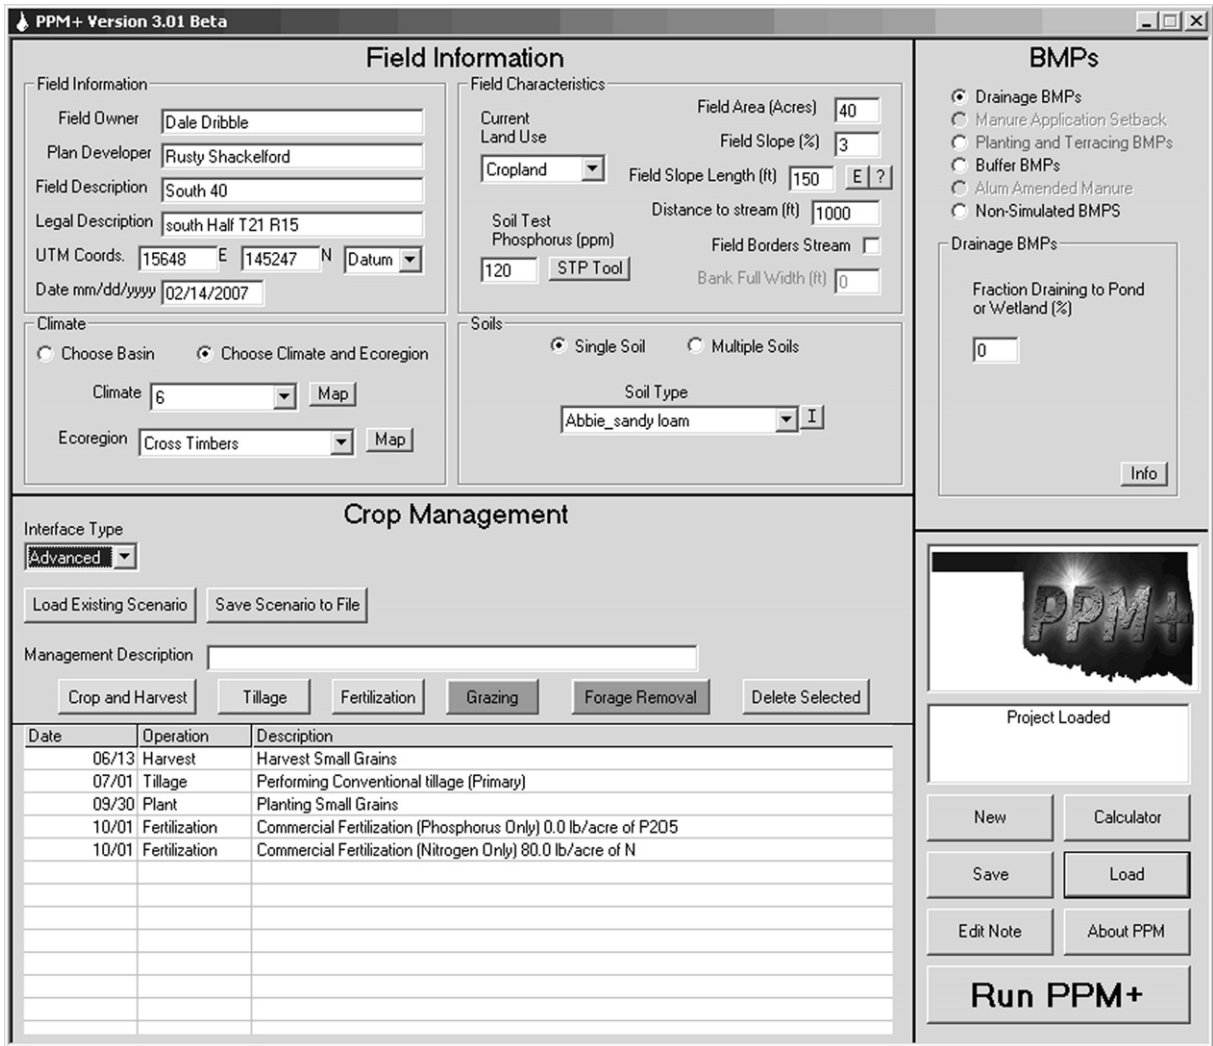 PPM+ Version 3.01 Beta
Field Information
Field Information
Field Owner Dale Dribble
Plan Developer Rusty Shackelford
Field Description South 40
Legal Description south Half T21 R15
UTM Coords. 15648 E 145247 N Datum
Date mm/dd/yyyy 02/14/2007
Field Characteristics
Current
Land Use
Cropland
Soil Test
Phosphorus (ppm)
120 STP Tool
Field Area (Acres) 40
Field Slope (%) 3
Field Slope Length (ft) 150 E ?
Distance to stream (ft) 1000
Field Borders Stream
Bank Full Width (ft) 0
Climate
Choose Basin Choose Climate and Ecoregion
Climate 6 Map
Ecoregion Cross Timbers Map
Soils
Single Soil Multiple Soils
Soil Type
Abbie_sandy loam I
BMPs
Drainage BMPs
Manure Application Setback
Planting and Terracing BMPs
Buffer BMPs
Alum Amended Manure
Non-Simulated BMPS
Drainage BMPs
Fraction Draining to Pond
or Wetland (%)
0
Info
Crop Management
Interface Type
Advanced
Load Existing Scenario Save Scenario to File
Management Description
Crop and Harvest Tillage Fertilization Grazing Forage Removal Delete Selected
Date Operation Description
06/13 Harvest Harvest Small Grains
07/01 Tillage Performing Conventional tillage (Primary)
09/30 Plant Planting Small Grains
10/01 Fertilization Commercial Fertilization (Phosphorus Only) 0.0 lb/acre of P2O5
10/01 Fertilization Commercial Fertilization (Nitrogen Only) 80.0 lb/acre of N
PPM+
Project Loaded
New Calculator
Save Load
Edit Note About PPM
Run PPM+